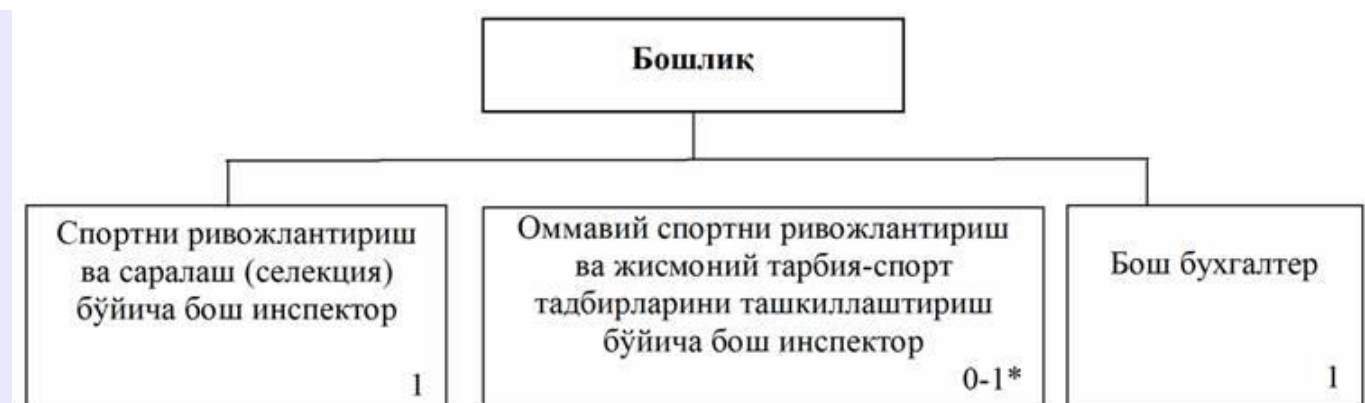 Бошлиқ
Спортни ривожлантириш
ва саралаш (селекция)
бўйича бош инспектор
1
Оммавий спортни ривожлантириш
ва жисмоний тарбия-спорт
тадбирларини ташкиллаштириш
бўйича бош инспектор
0-1*
Бош бухгалтер
1